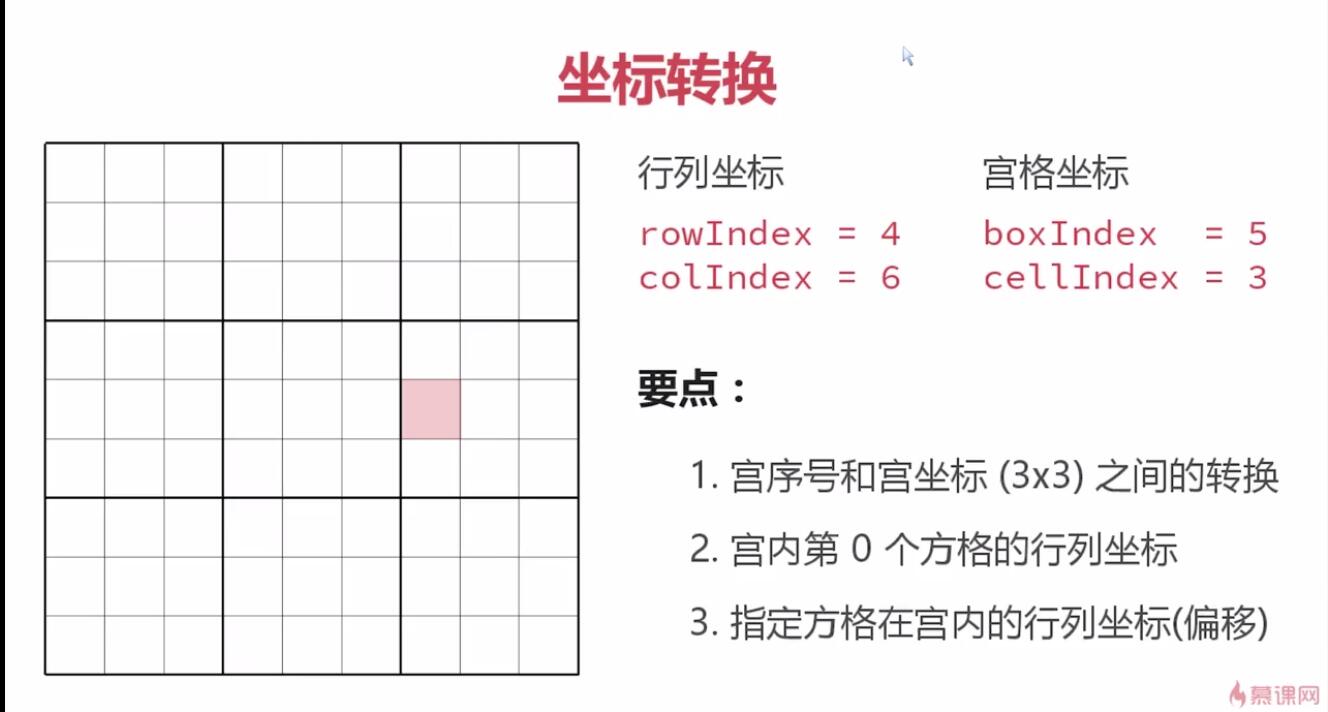 坐标转换
行列坐标
rowIndex = 4
colIndex = 6
宫格坐标
boxIndex = 5
cellIndex = 3
要点：
1. 宫序号和宫坐标 (3x3) 之间的转换
2. 宫内第 0 个方格的行列坐标
3. 指定方格在宫内的行列坐标(偏移)
慕课网